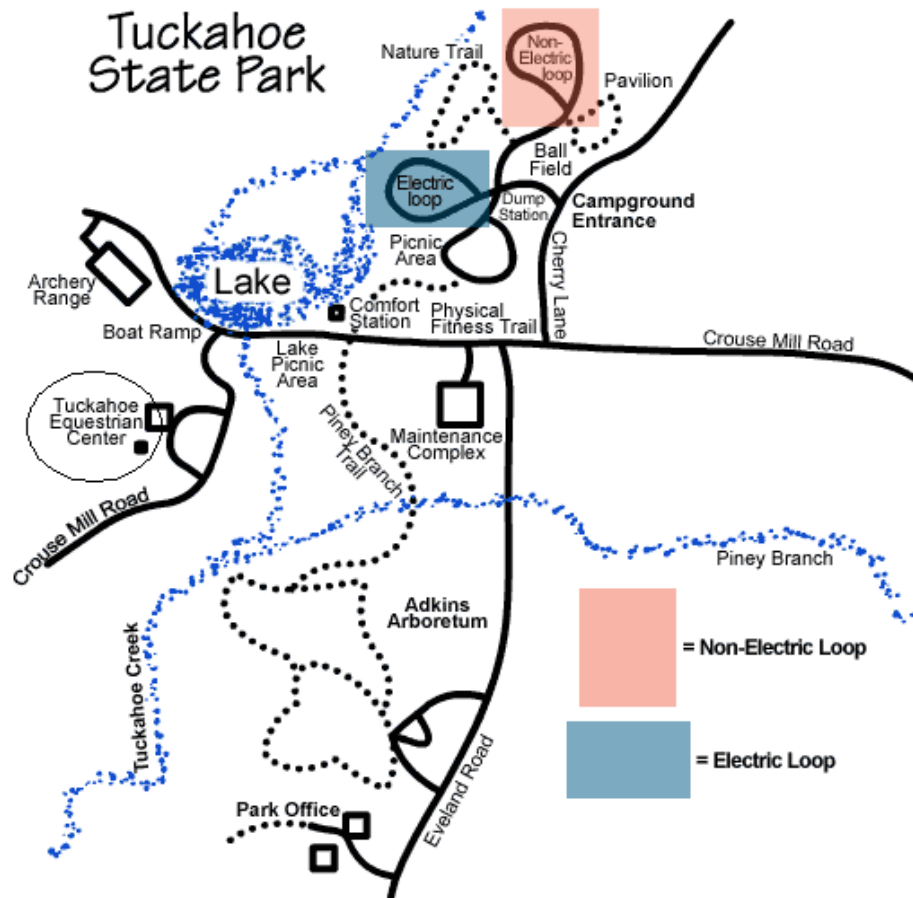 Tuckahoe
State Park
Nature Trail
Non-
Electric
loop
Pavilion
Ball
Field
Electric
loop
Dump
Station
Campground
Entrance
Picnic
Area
Cherry Lane
Lake
Archery
Range
Comfort
Station
Physical
Fitness Trail
Boat Ramp
Lake
Picnic
Area
Crouse Mill Road
Tuckahoe
Equestrian
Center
Piney Branch
Trail
Maintenance
Complex
Crouse Mill Road
Piney Branch
Adkins
Arboretum
= Non-Electric Loop
Tuckahoe Creek
= Electric Loop
Eveland Road
Park Office